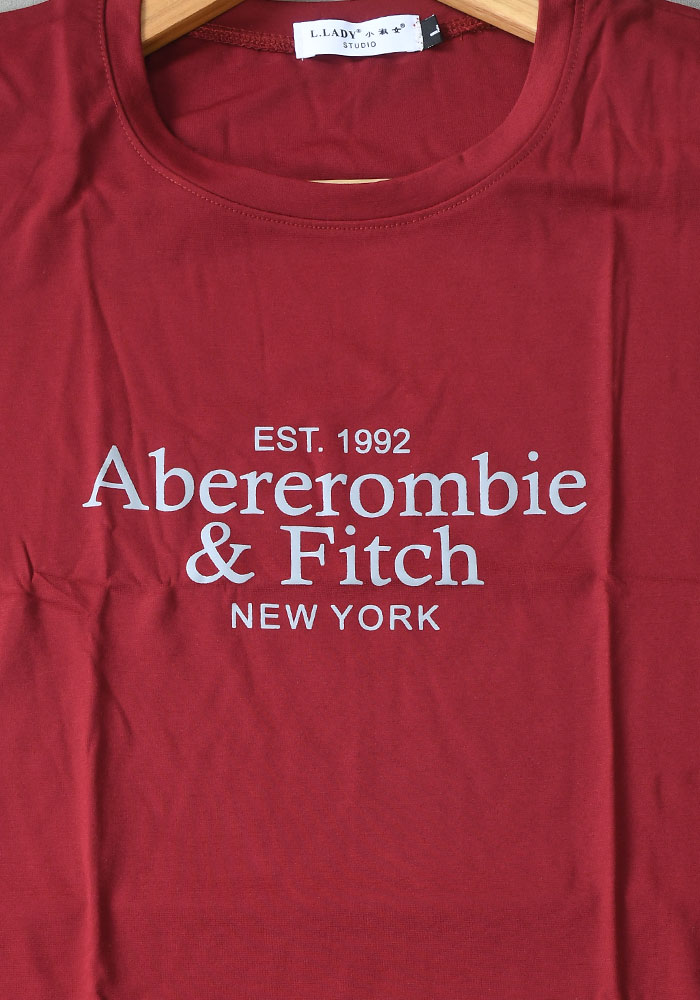 L.LADY® 小淑女®
STUDIO
L
EST. 1992
Abererombie
& Fitch
NEW YORK